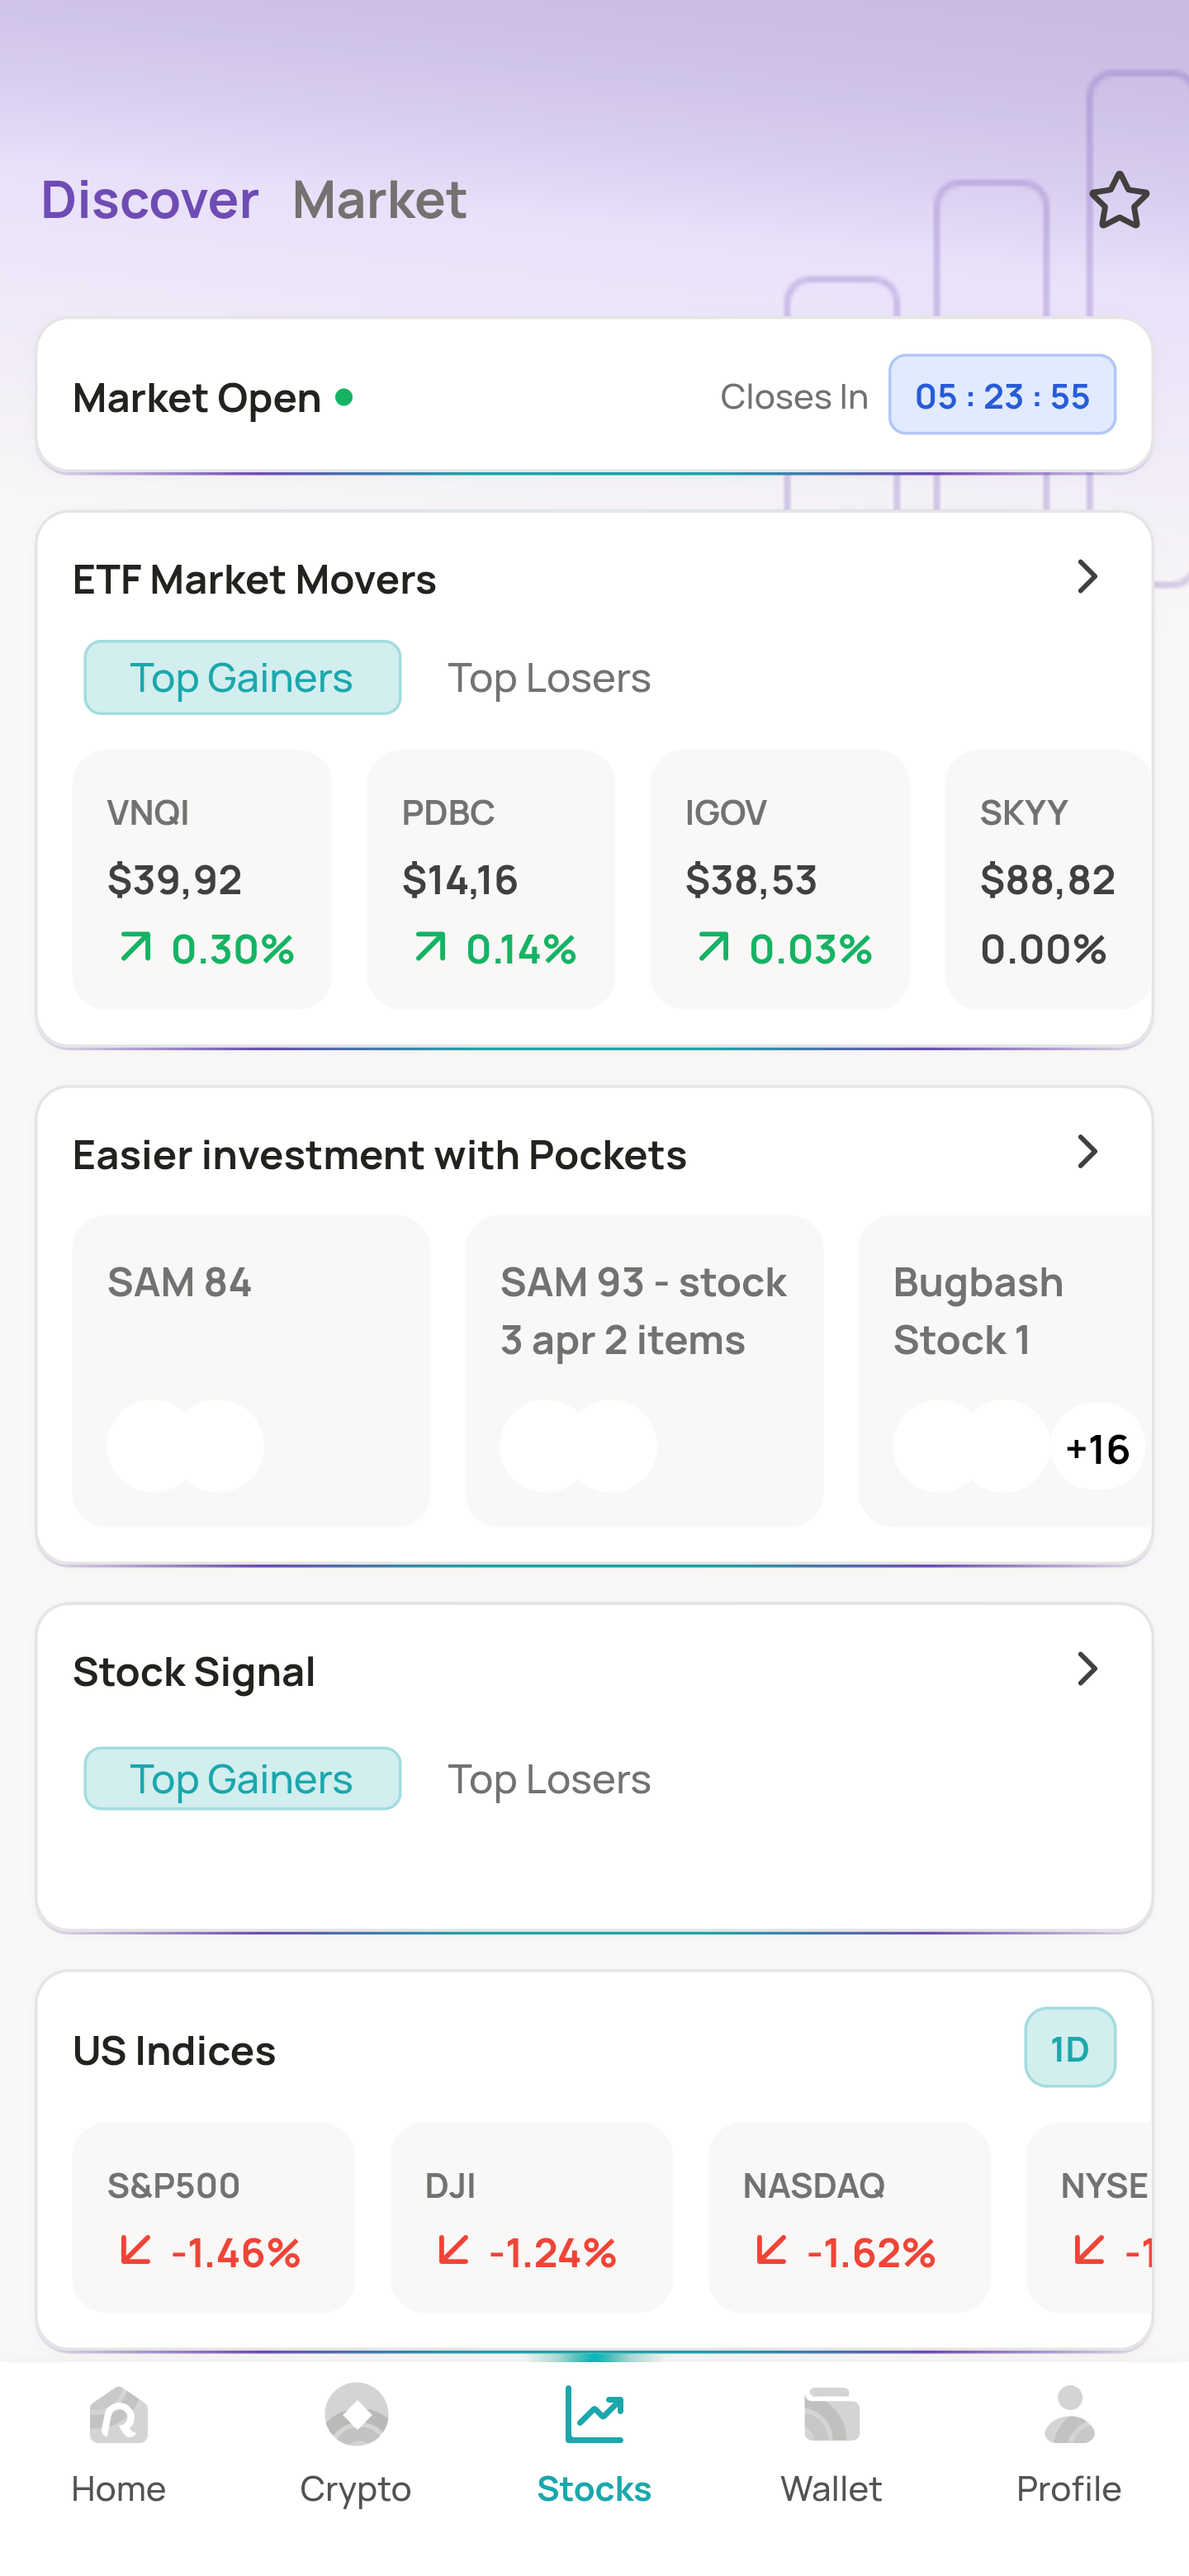 Discover Market
Market Open
Closes In 05 : 23 : 55
ETF Market Movers
Top Gainers Top Losers
VNQI PDBC IGOV SKYY
$39,92 $14,16 $38,53 $88,82
0.30% 0.14% 0.03% 0.00%
Easier investment with Pockets
SAM 84
SAM 93 - stock
3 apr 2 items
Bugbash
Stock 1
+16
Stock Signal
Top Gainers Top Losers
US Indices 1D
S&P500 DJI NASDAQ NYSE
-1.46% -1.24% -1.62% -1
Home Crypto Stocks Wallet Profile